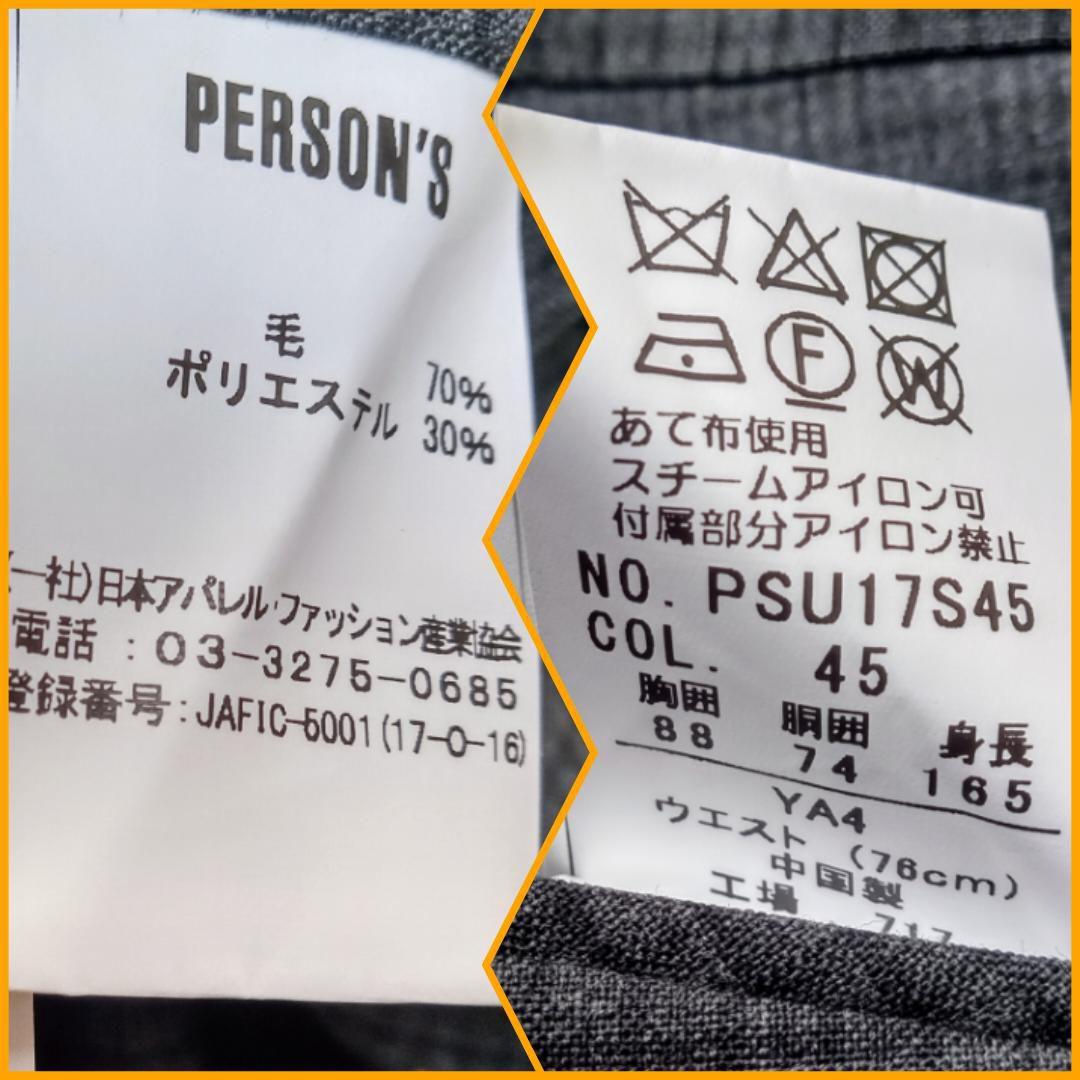 PERSON'S
毛 70%
ポリエステル 30%
(一社)日本アパレル・ファッション産業協会
電話:03-3275-0685
登録番号:JAFIC-5001(17-0-16)
F
W
あて布使用
スチームアイロン可
付属部分アイロン禁止
NO. PSU17S45
COL. 45
胸囲 胴囲 身長
88 74 165
YA4
ウエスト (76cm)
中国製
工場 717